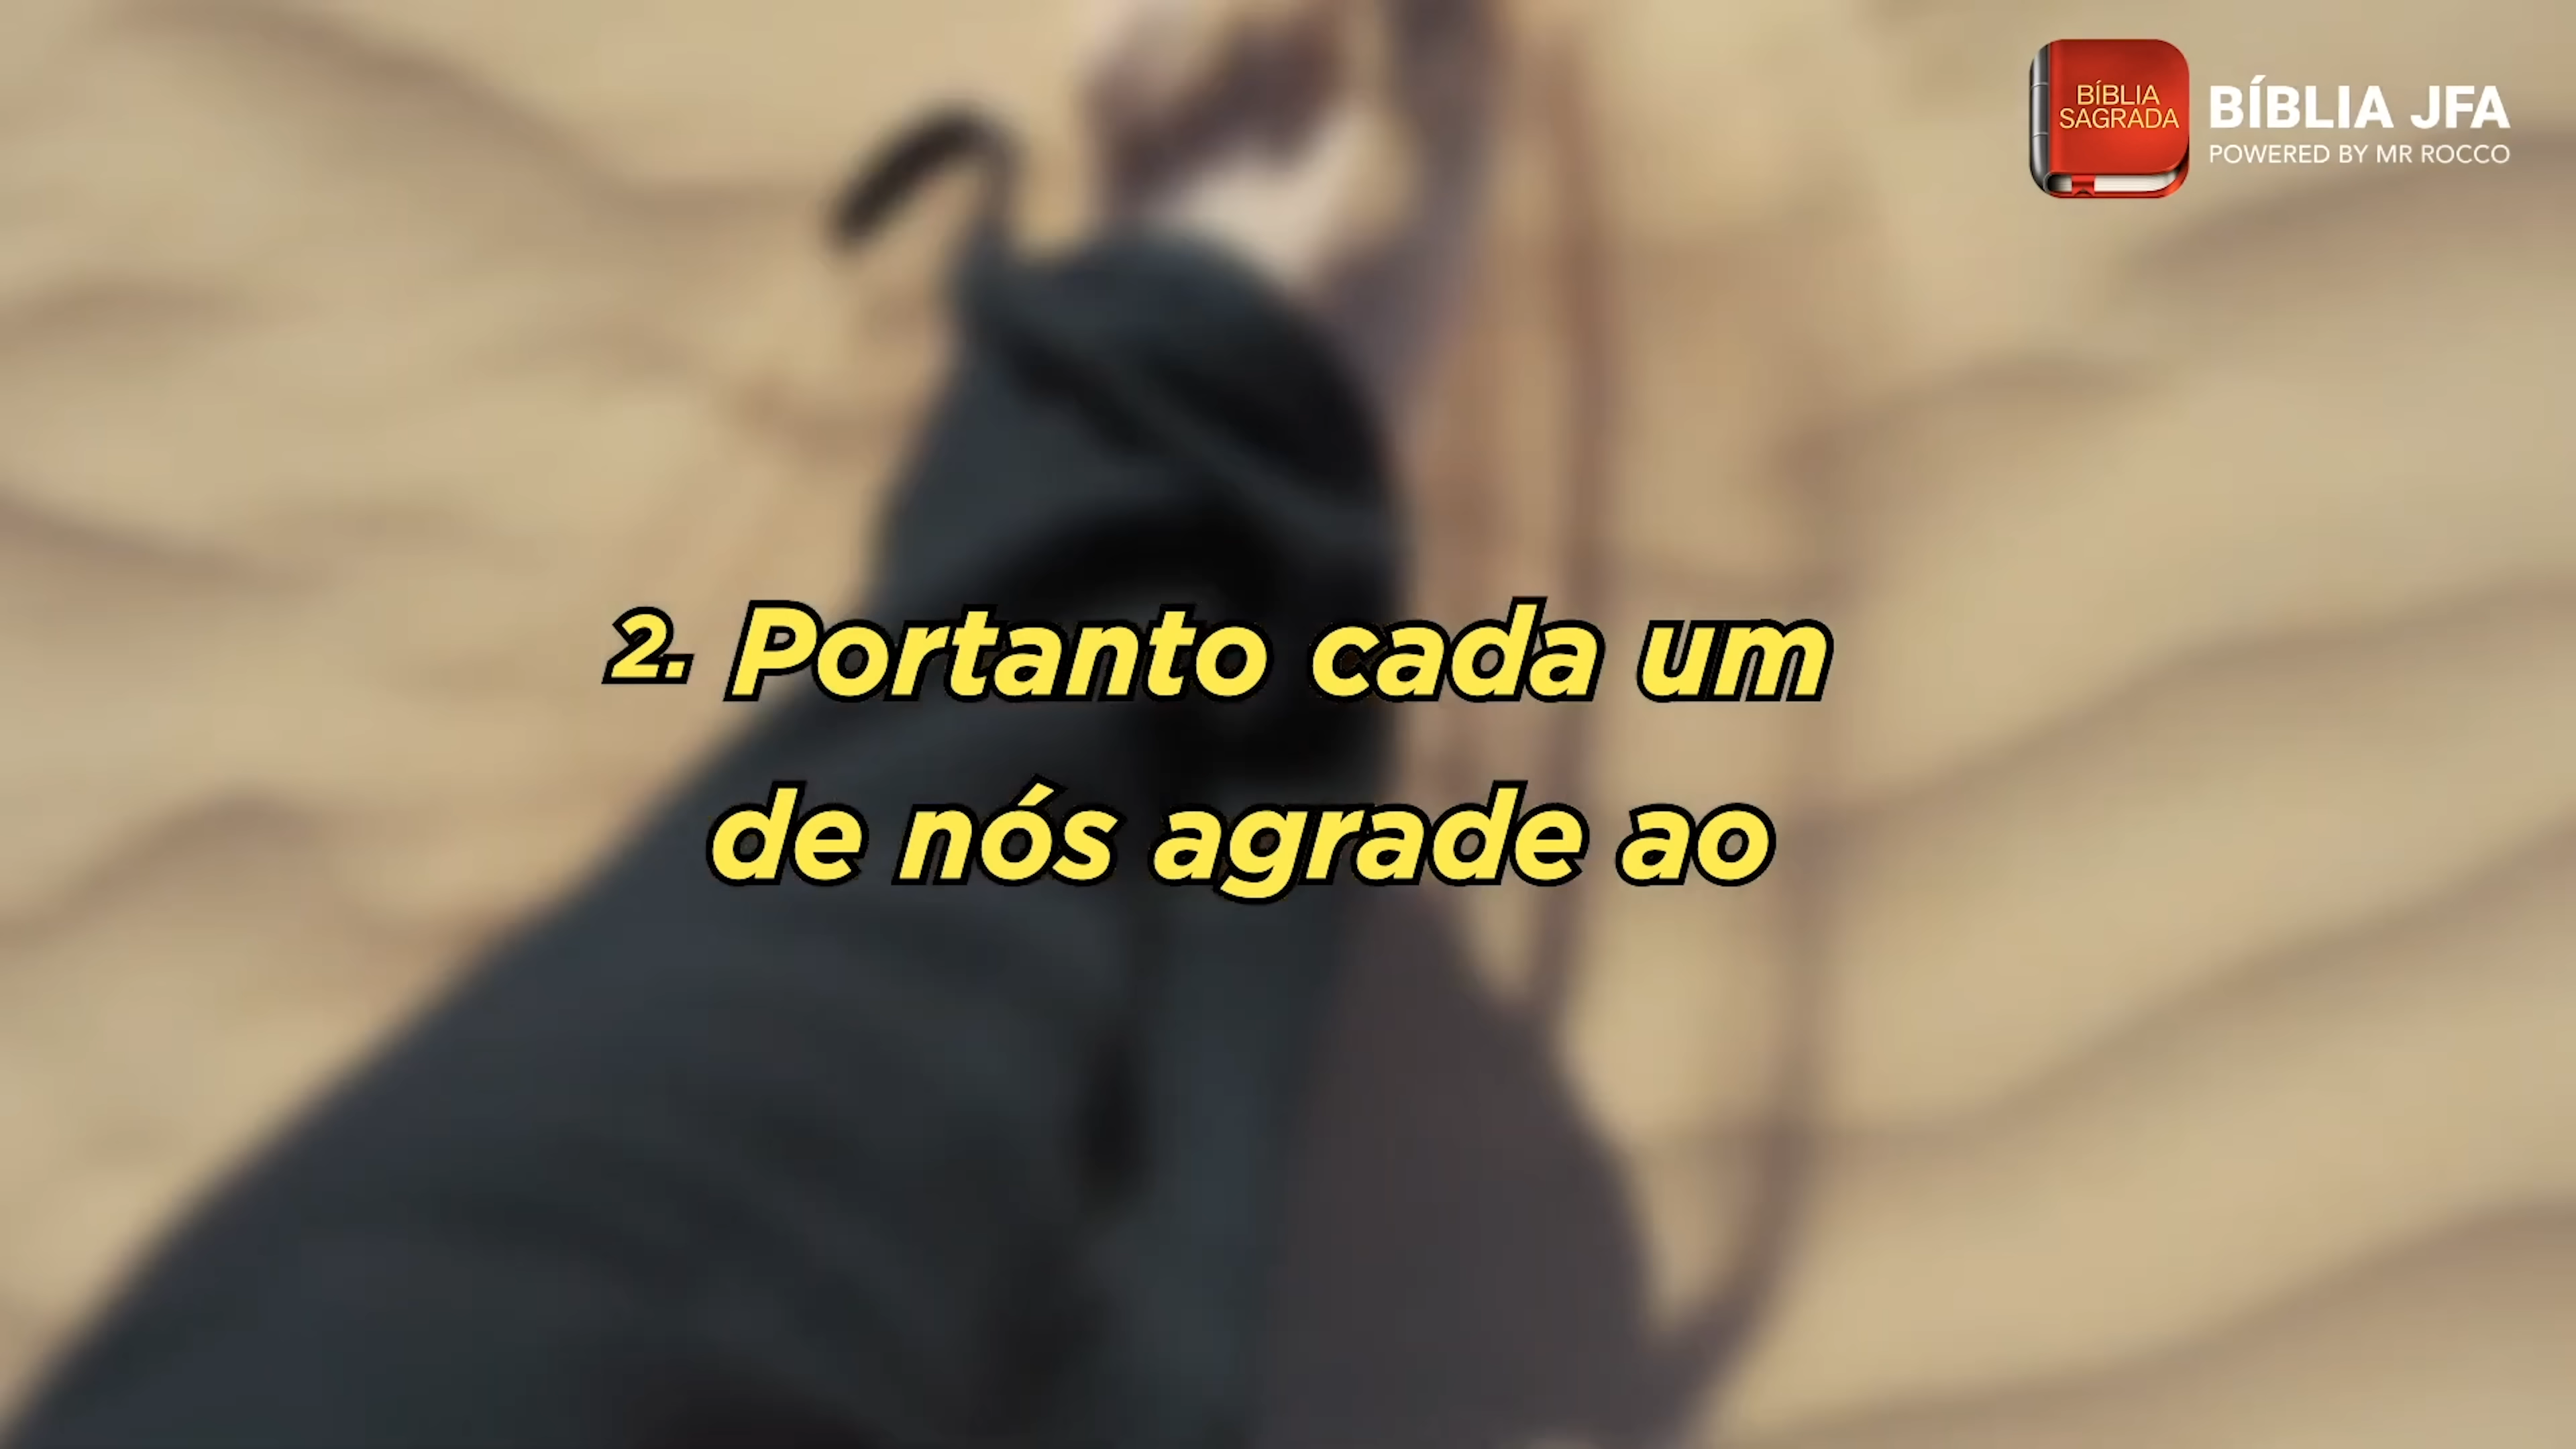 BÍBLIA
SAGRADA
BÍBLIA JFA
POWERED BY MR ROCCO
2. Portanto cada um
de nós agrade ao